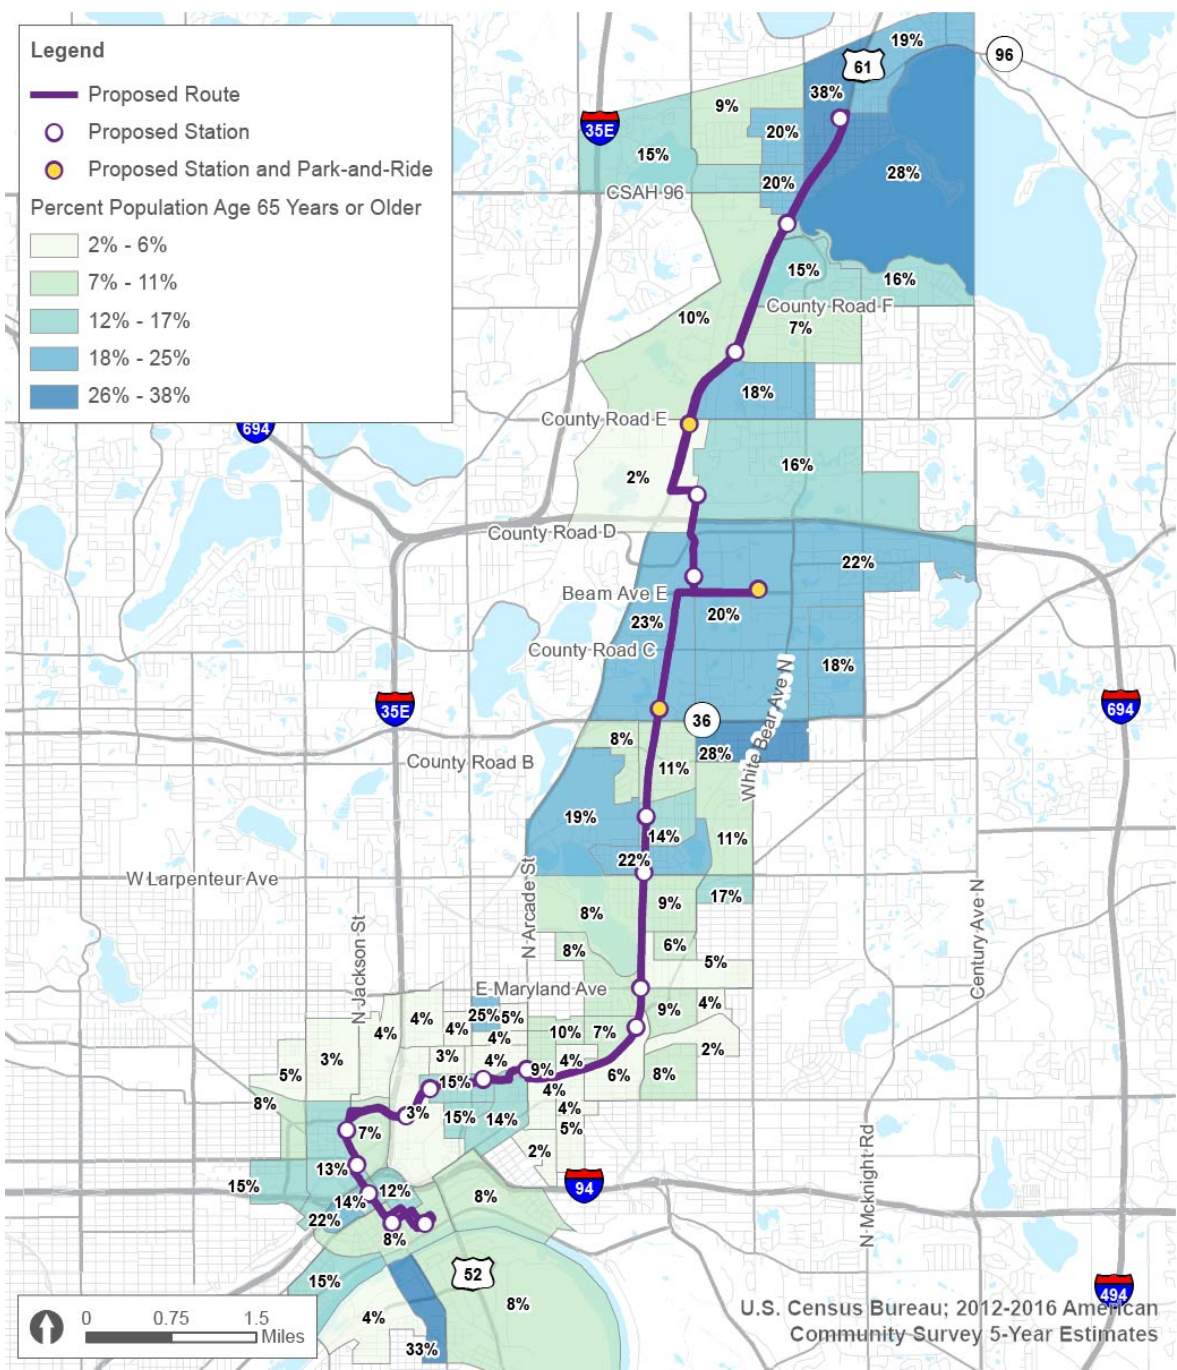 Legend
Proposed Route
Proposed Station
Proposed Station and Park-and-Ride
Percent Population Age 65 Years or Older
2% - 6%
7% - 11%
12% - 17%
18% - 25%
26% - 38%
19%
61
96
38%
9%
35E
20%
15%
28%
20%
CSAH 96
15%
16%
County Road F
10%
7%
18%
County Road E
694
16%
2%
County Road D
22%
Beam Ave E
20%
23%
County Road C
18%
White Bear Ave N
35E
694
36
8%
28%
County Road B
11%
19%
14%
11%
22%
W Larpenteur Ave
N Arcade St
17%
9%
8%
N Jackson St
6%
8%
5%
Century Ave N
E Maryland Ave
4%
9%
4%
25%
5%
4%
4%
4%
10%
7%
3%
3%
4%
4%
2%
5%
15%
9%
4%
6%
8%
8%
3%
15%
14%
4%
5%
7%
2%
N Mcknight Rd
13%
15%
14%
12%
8%
94
22%
8%
52
15%
8%
4%
33%
494
0 0.75 1.5
Miles
U.S. Census Bureau; 2012-2016 American
Community Survey 5-Year Estimates